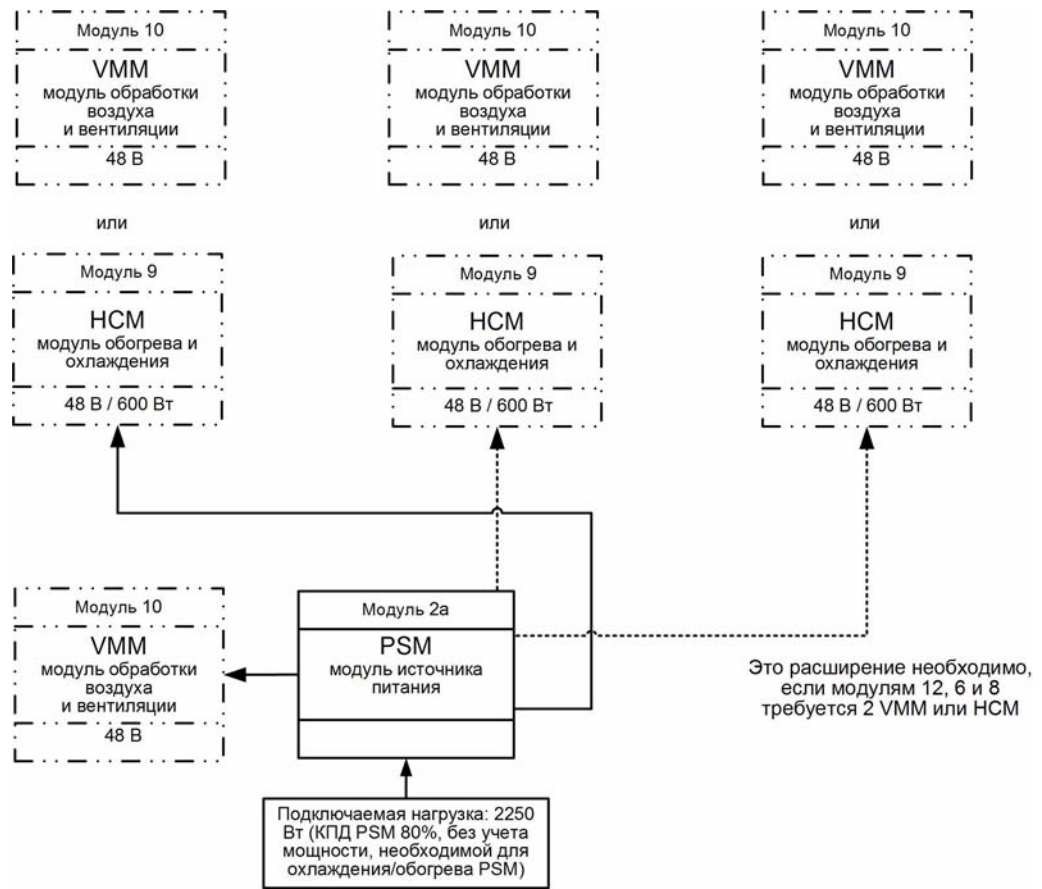 Модуль 10
VMM
модуль обработки
воздуха
и вентиляции
48 В
Модуль 10
VMM
модуль обработки
воздуха
и вентиляции
48 В
Модуль 10
VMM
модуль обработки
воздуха
и вентиляции
48 В
или
или
или
Модуль 9
HCM
модуль обогрева и
охлаждения
48 В / 600 Вт
Модуль 9
HCM
модуль обогрева и
охлаждения
48 В / 600 Вт
Модуль 9
HCM
модуль обогрева и
охлаждения
48 В / 600 Вт
Модуль 10
VMM
модуль обработки
воздуха
и вентиляции
48 В
Модуль 2a
PSM
модуль источника
питания
Это расширение необходимо,
если модулям 12, 6 и 8
требуется 2 VMM или HCM
Подключаемая нагрузка: 2250
Вт (КПД PSM 80%, без учета
мощности, необходимой для
охлаждения/обогрева PSM)